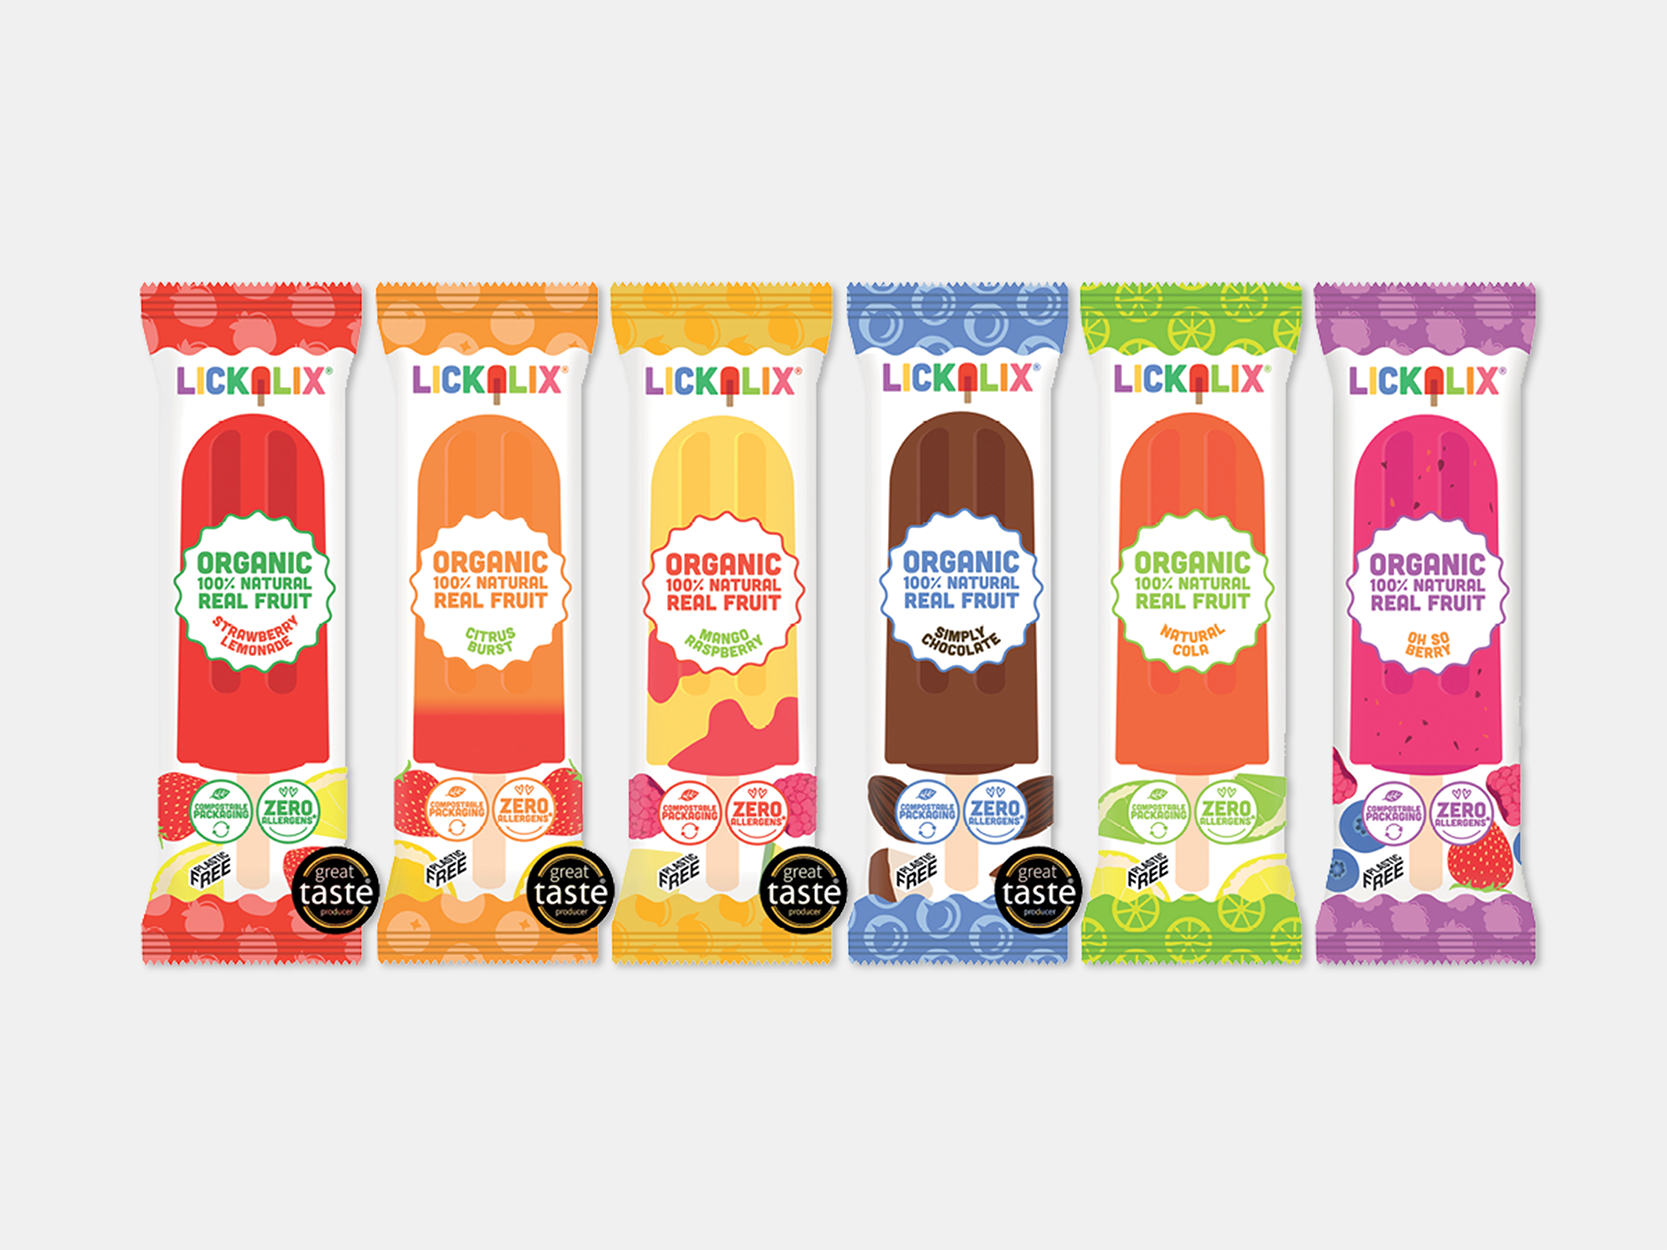 LICKALIX®
ORGANIC
100% NATURAL
REAL FRUIT
STRAWBERRY
LEMONADE
COMPOSTABLE
PACKAGING
ZERO
ALLERGENS*
PLASTIC
FREE
great
taste®
producer
LICKALIX®
ORGANIC
100% NATURAL
REAL FRUIT
CITRUS
BURST
COMPOSTABLE
PACKAGING
ZERO
ALLERGENS*
PLASTIC
FREE
great
taste®
producer
LICKALIX®
ORGANIC
100% NATURAL
REAL FRUIT
MANGO
RASPBERRY
COMPOSTABLE
PACKAGING
ZERO
ALLERGENS*
PLASTIC
FREE
great
taste®
producer
LICKALIX®
ORGANIC
100% NATURAL
REAL FRUIT
SIMPLY
CHOCOLATE
COMPOSTABLE
PACKAGING
ZERO
ALLERGENS*
PLASTIC
FREE
great
taste®
producer
LICKALIX®
ORGANIC
100% NATURAL
REAL FRUIT
NATURAL
COLA
COMPOSTABLE
PACKAGING
ZERO
ALLERGENS*
PLASTIC
FREE
LICKALIX®
ORGANIC
100% NATURAL
REAL FRUIT
OH SO
BERRY
COMPOSTABLE
PACKAGING
ZERO
ALLERGENS*
PLASTIC
FREE